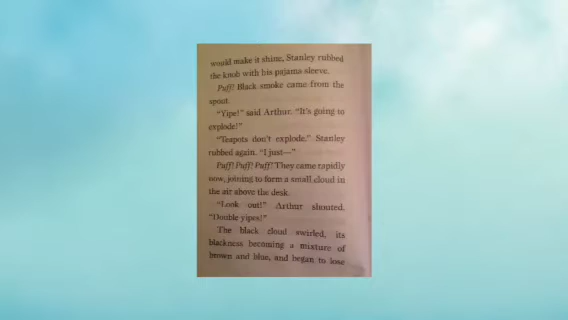 would make it shine, Stanley rubbed
the knob with his pajama sleeve.
Puff! Black smoke came from the
spout.
"Yipe!" said Arthur. "It's going to
explode!"
"Teapots don't explode." Stanley
rubbed again. "I just—"
Puff! Puff! Puff! They came rapidly
now, joining to form a small cloud in
the air above the desk.
"Look out!" Arthur shouted.
"Double yipes!"
The black cloud swirled, its
blackness becoming a mixture of
brown and blue, and began to lose